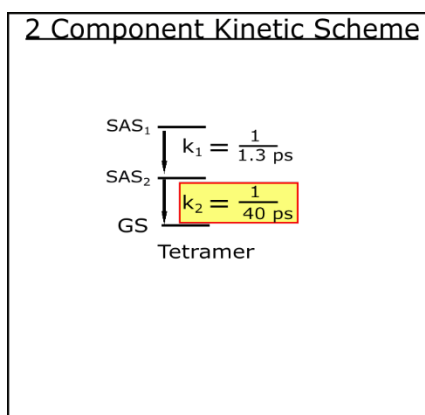 2 Component Kinetic Scheme
SAS₁
k₁ = 1/1.3 ps
SAS₂
k₂ = 1/40 ps
GS
Tetramer